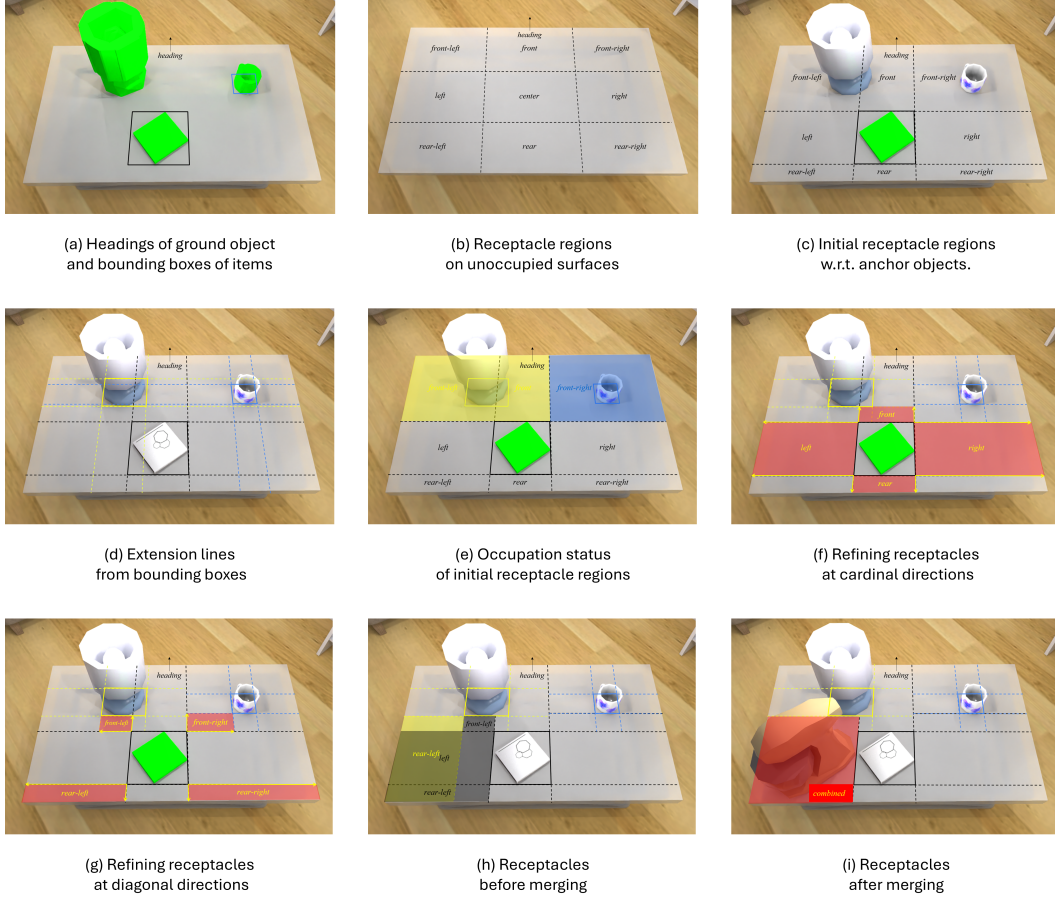 heading
(a) Headings of ground object
and bounding boxes of items
heading
front-left front front-right
left center right
rear-left rear rear-right
(b) Receptacle regions
on unoccupied surfaces
heading
front-left front front-right
left right
rear-left rear rear-right
(c) Initial receptacle regions
w.r.t. anchor objects.
heading
(d) Extension lines
from bounding boxes
heading
front-left front front-right
left right
rear-left rear rear-right
(e) Occupation status
of initial receptacle regions
heading
front
left right
rear
(f) Refining receptacles
at cardinal directions
heading
front-left front-right
rear-left rear-right
(g) Refining receptacles
at diagonal directions
heading
front-left
rear-left left
rear-left
(h) Receptacles
before merging
heading
combined
(i) Receptacles
after merging